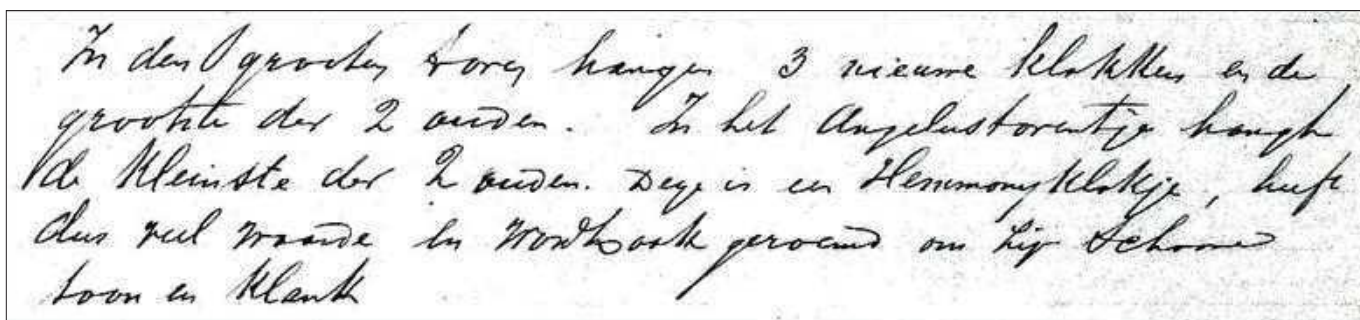 In den grooten toren hangen 3 nieuwe klokken en de
grootste der 2 ouden. In het Angelustorentje hangt
de kleinste der 2 ouden. Deze is een Hemmonyklokje, heeft
dus veel waarde en wordt ook geroemd om zijn schoone
toon en klank